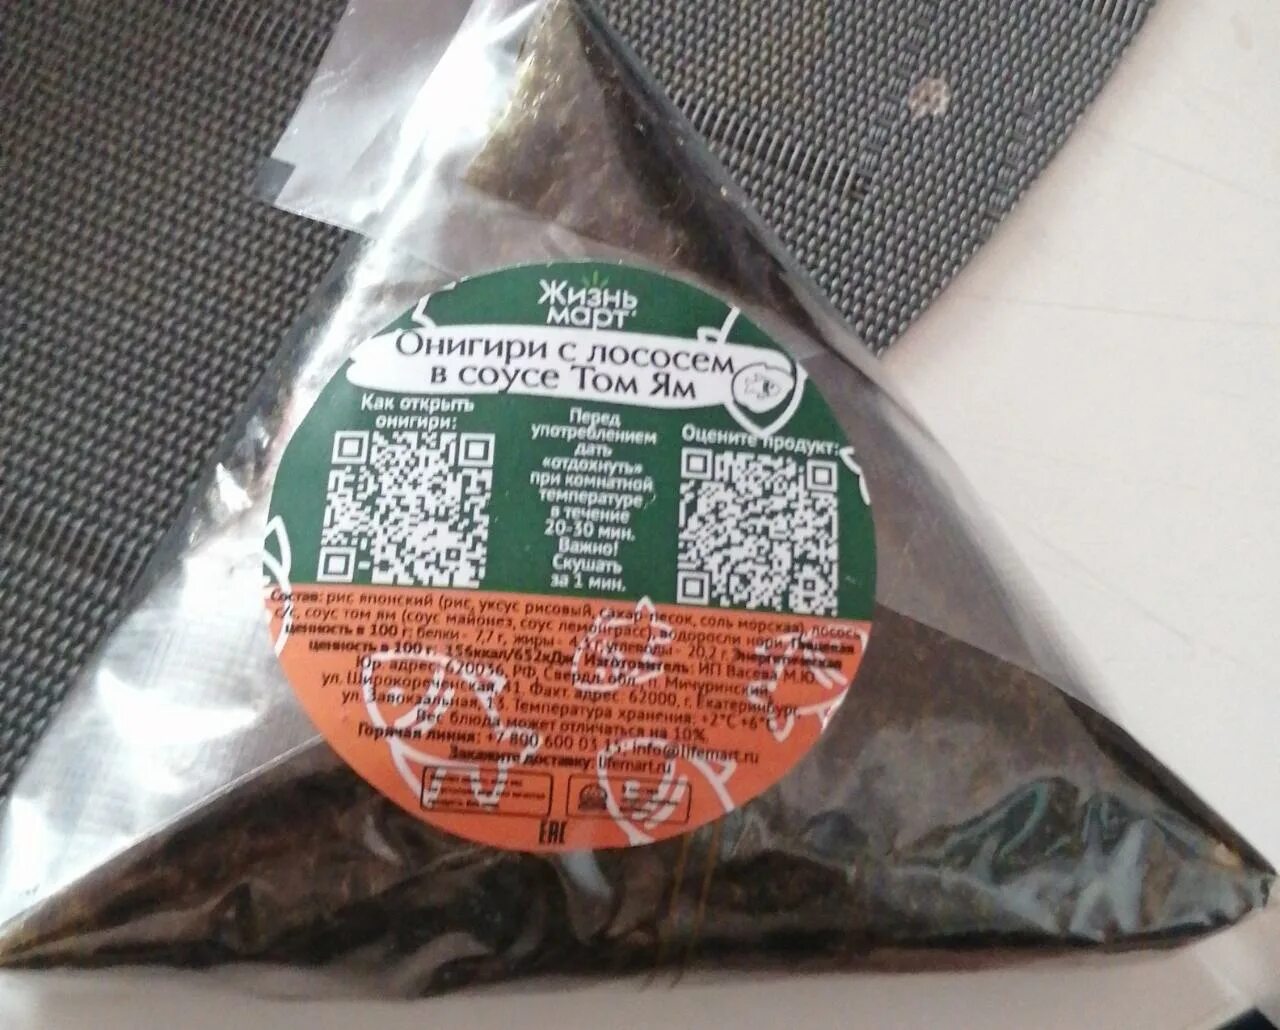 Жизнь
март
Онигири с лососем
в соусе Том Ям
Как открыть
онигири:
Перед
употреблением
дать
«отдохнуть»
при комнатной
температуре
в течение
20-30 мин.
Важно!
Скушать
за 1 мин.
Оцените продукт:
Состав: рис японский (рис, уксус рисовый, сахар песок, соль морская), лосось
с/с, соус том ям (соус майонез, соус лемонграсс), водоросли нори. Пищевая
ценность в 100 г: белки - 7,7 г, жиры - г, углеводы - 20,2 г. Энергетическая
ценность в 100 г: 156ккал/652кДж. Изготовитель: ИП Васева М.Ю.
Юр. адрес: 620036, РФ, Свердл. обл., Мичуринский,
ул. Широкореченская, 41. Факт. адрес: 62000, г. Екатеринбург,
ул. Завокзальная, 13. Температура хранения: +2°С +6°С
Вес блюда может отличаться на 10%.
Горячая линия: +7 800 600 03 13, info@lifemart.ru
Закажите доставку: lifemart.ru
EAC